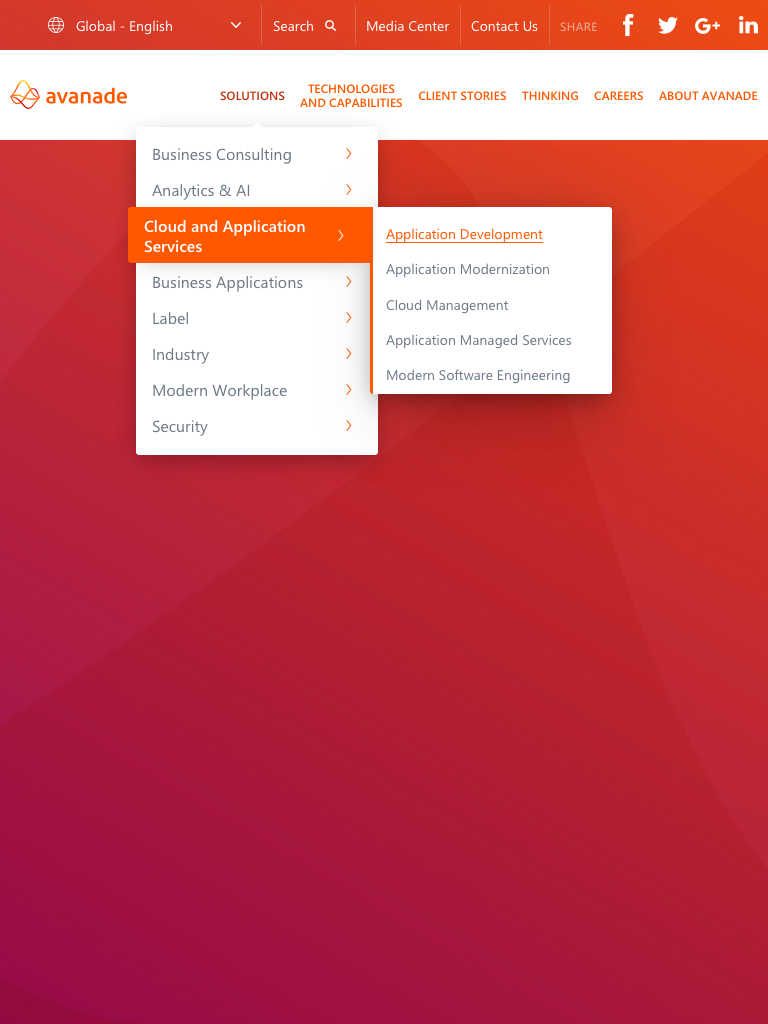 Global - English
Search
Media Center
Contact Us
SHARE
avanade
SOLUTIONS
TECHNOLOGIES
AND CAPABILITIES
CLIENT STORIES
THINKING
CAREERS
ABOUT AVANADE
Business Consulting
Analytics & AI
Cloud and Application
Services
Business Applications
Label
Industry
Modern Workplace
Security
Application Development
Application Modernization
Cloud Management
Application Managed Services
Modern Software Engineering